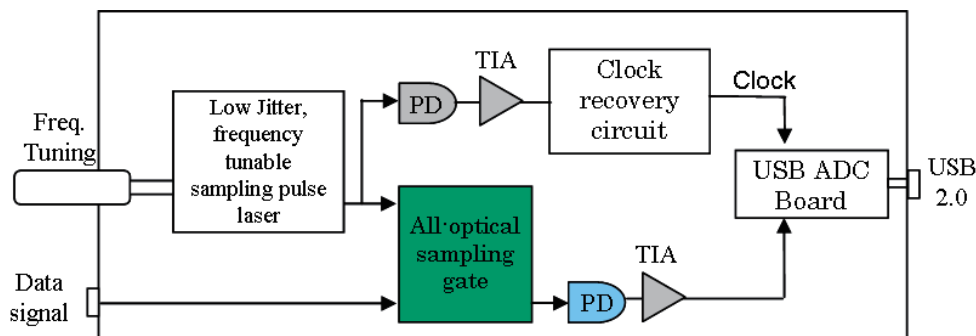 Freq.
Tuning
Low Jitter,
frequency
tunable
sampling pulse
laser
PD
TIA
Clock
recovery
circuit
Clock
USB ADC
Board
USB
2.0
Data
signal
All·optical
sampling
gate
PD
TIA